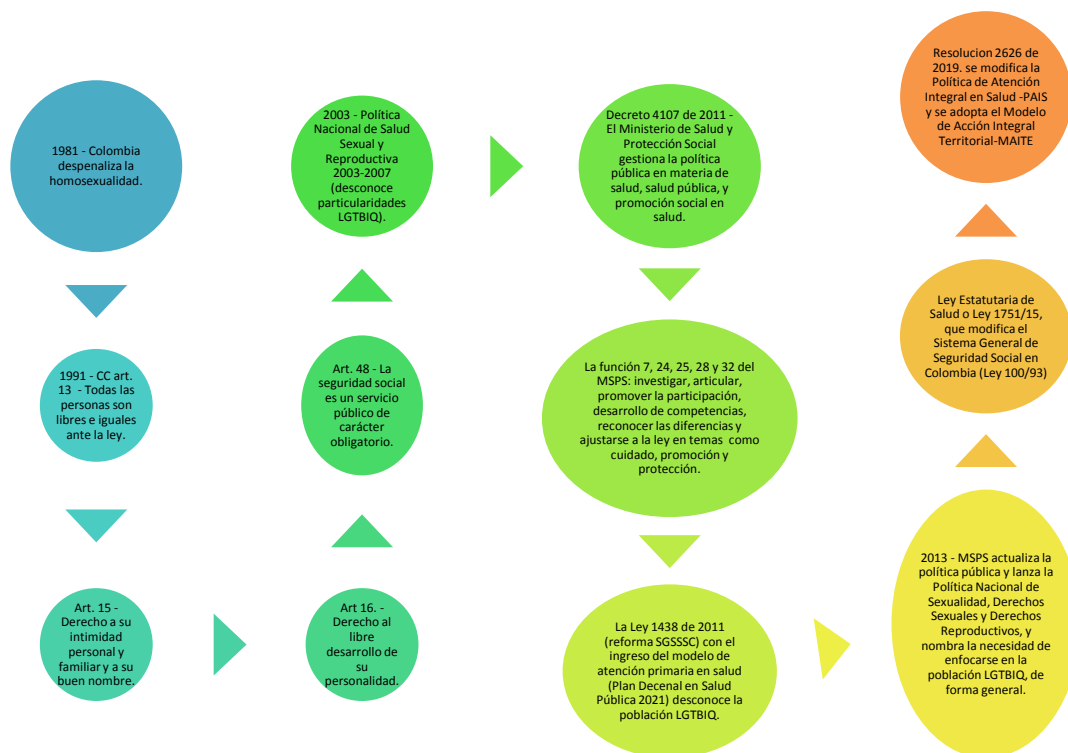 1981 - Colombia
despenaliza la
homosexualidad.
1991 - CC art.
13 - Todas las
personas son
libres e iguales
ante la ley.
Art. 15 -
Derecho a su
intimidad
personal y
familiar y a su
buen nombre.
Art 16. -
Derecho al
libre
desarrollo de
su
personalidad.
Art. 48 - La
seguridad social
es un servicio
público de
carácter
obligatorio.
2003 - Política
Nacional de Salud
Sexual y
Reproductiva
2003-2007
(desconoce
particularidades
LGTBIQ).
Decreto 4107 de 2011 -
El Ministerio de Salud y
Protección Social
gestiona la política
pública en materia de
salud, salud pública, y
promoción social en
salud.
La función 7, 24, 25, 28 y 32 del
MSPS: investigar, articular,
promover la participación,
desarrollo de competencias,
reconocer las diferencias y
ajustarse a la ley en temas como
cuidado, promoción y
protección.
La Ley 1438 de 2011
(reforma SGSSSC) con el
ingreso del modelo de
atención primaria en salud
(Plan Decenal en Salud
Pública 2021) desconoce la
población LGTBIQ.
2013 - MSPS actualiza la
política pública y lanza la
Política Nacional de
Sexualidad, Derechos
Sexuales y Derechos
Reproductivos, y
nombra la necesidad de
enfocarse en la
población LGTBIQ, de
forma general.
Ley Estatutaria de
Salud o Ley 1751/15,
que modifica el
Sistema General de
Seguridad Social en
Colombia (Ley 100/93)
Resolucion 2626 de
2019. se modifica la
Política de Atención
Integral en Salud -PAIS
y se adopta el Modelo
de Acción Integral
Territorial-MAITE